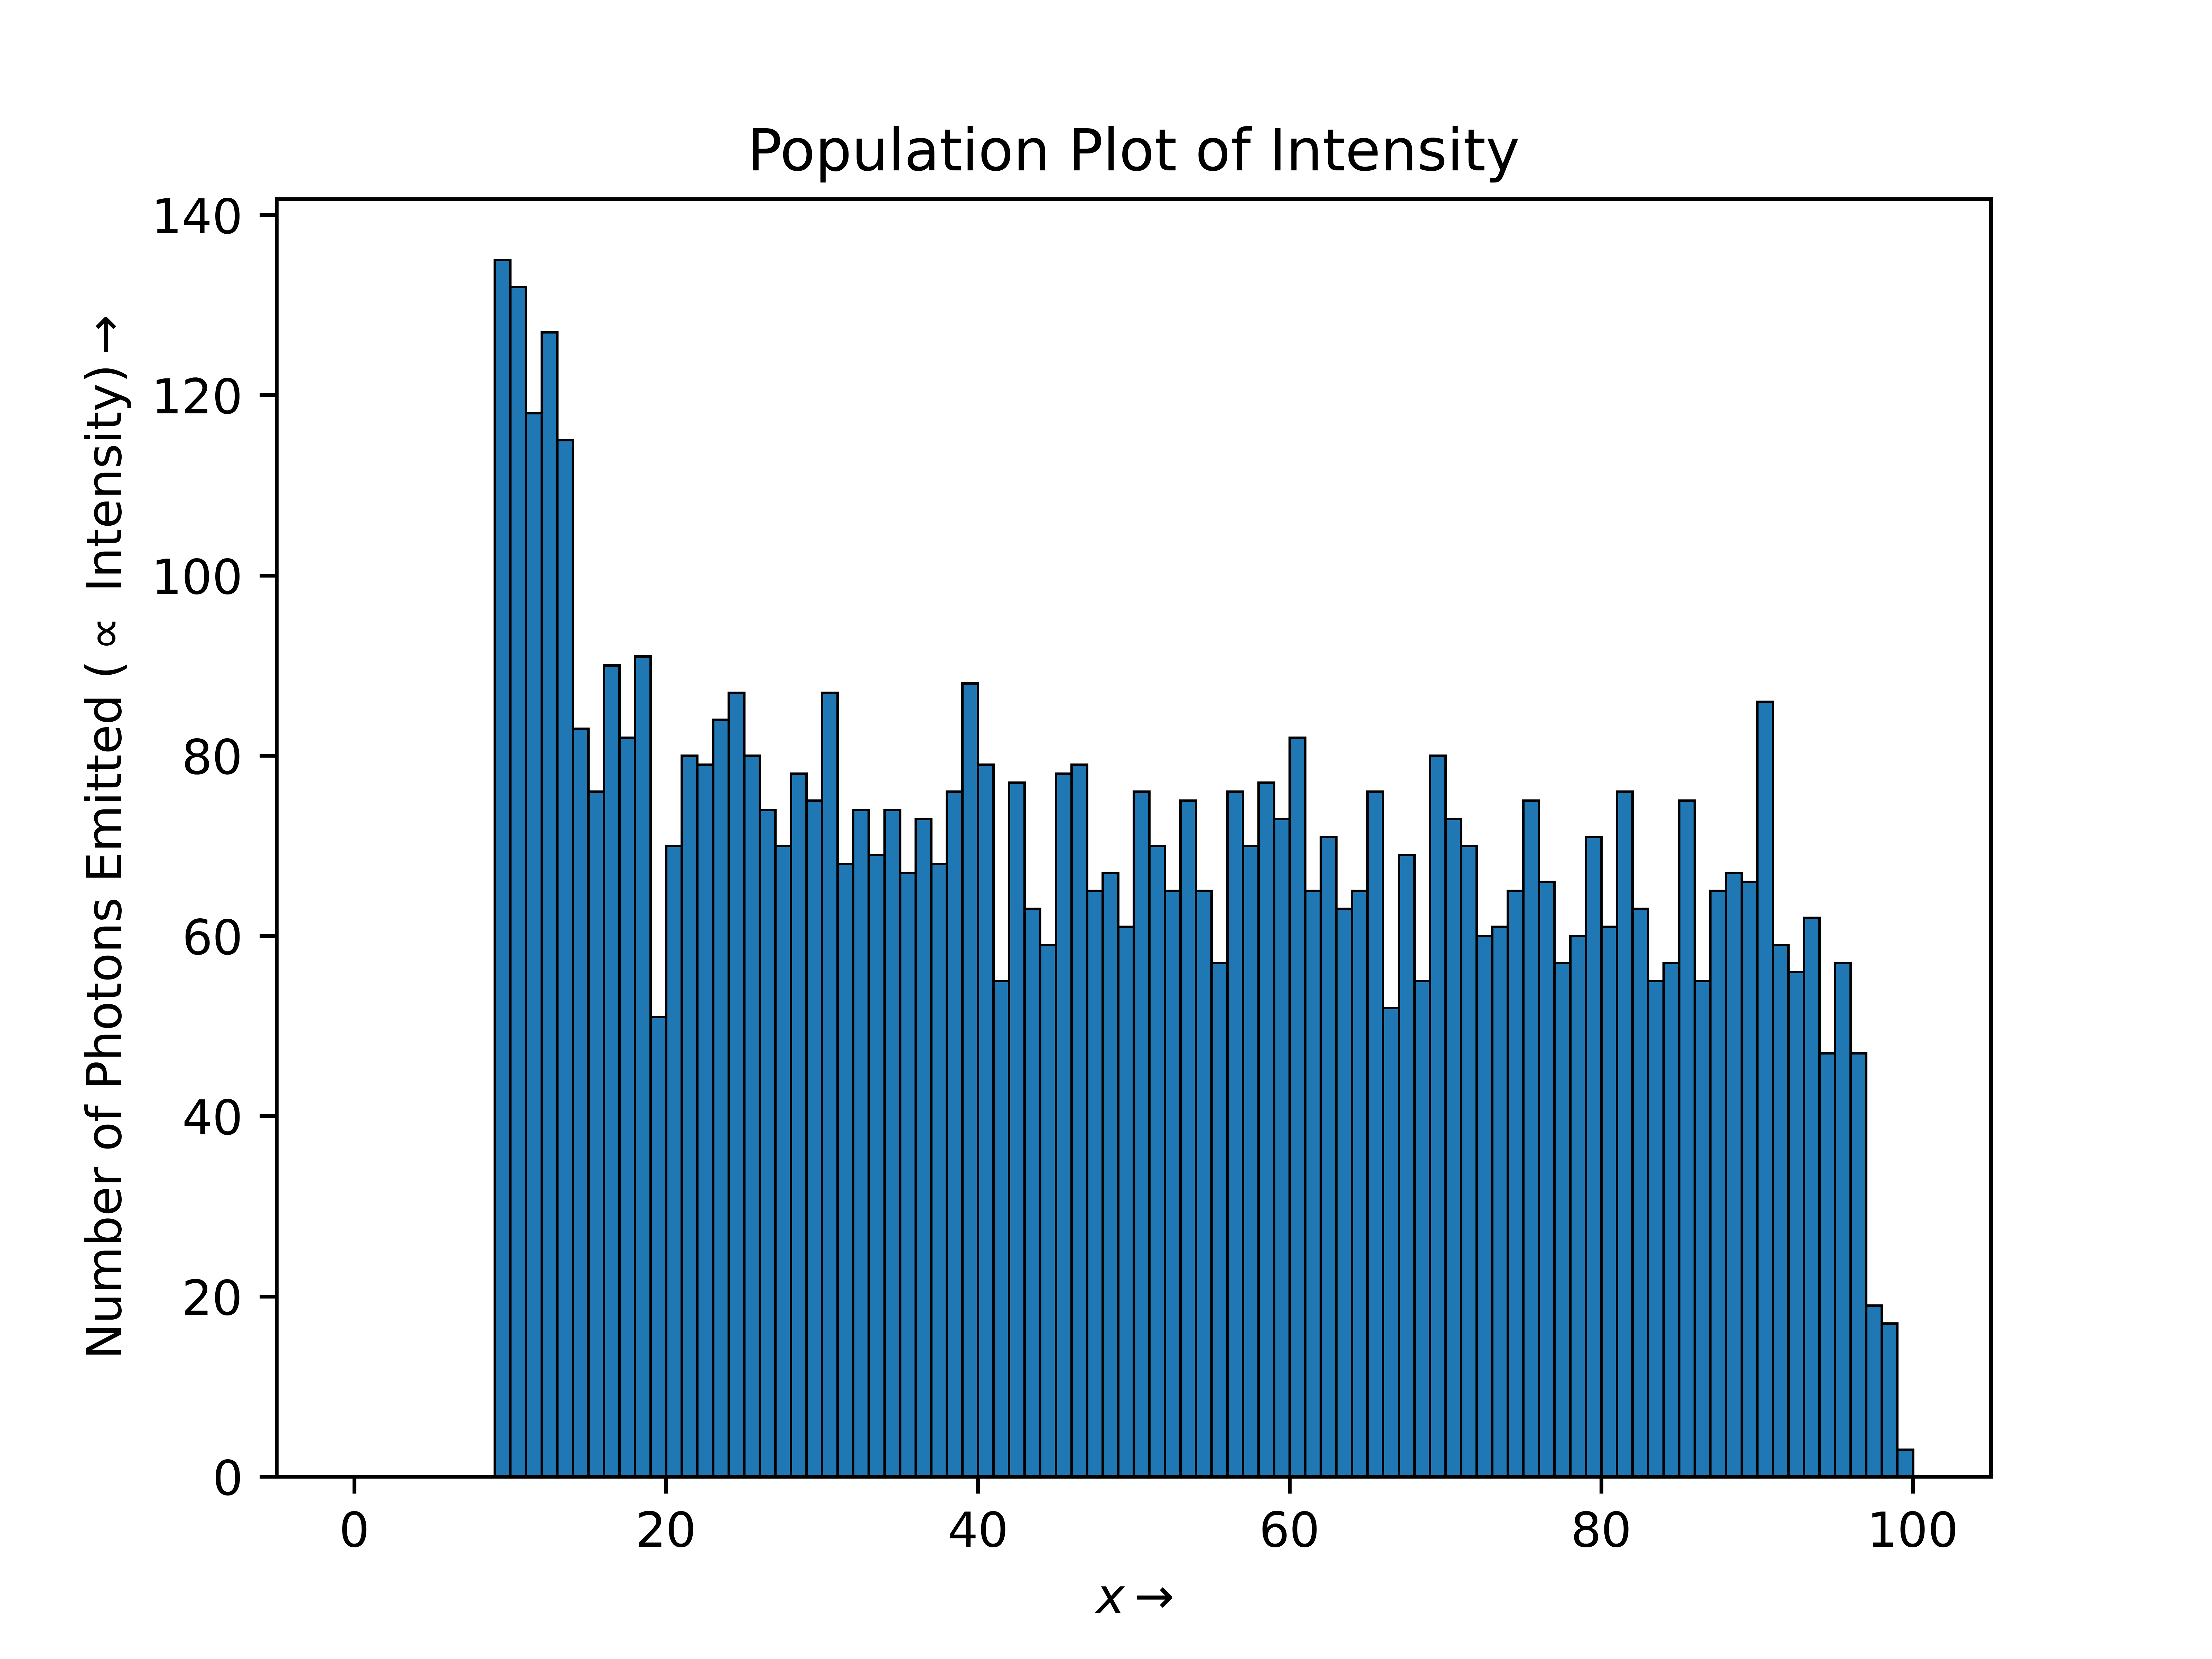 Population Plot of Intensity
Number of Photons Emitted ( ∝ Intensity) →
140
120
100
80
60
40
20
0
0 20 40 60 80 100
x →